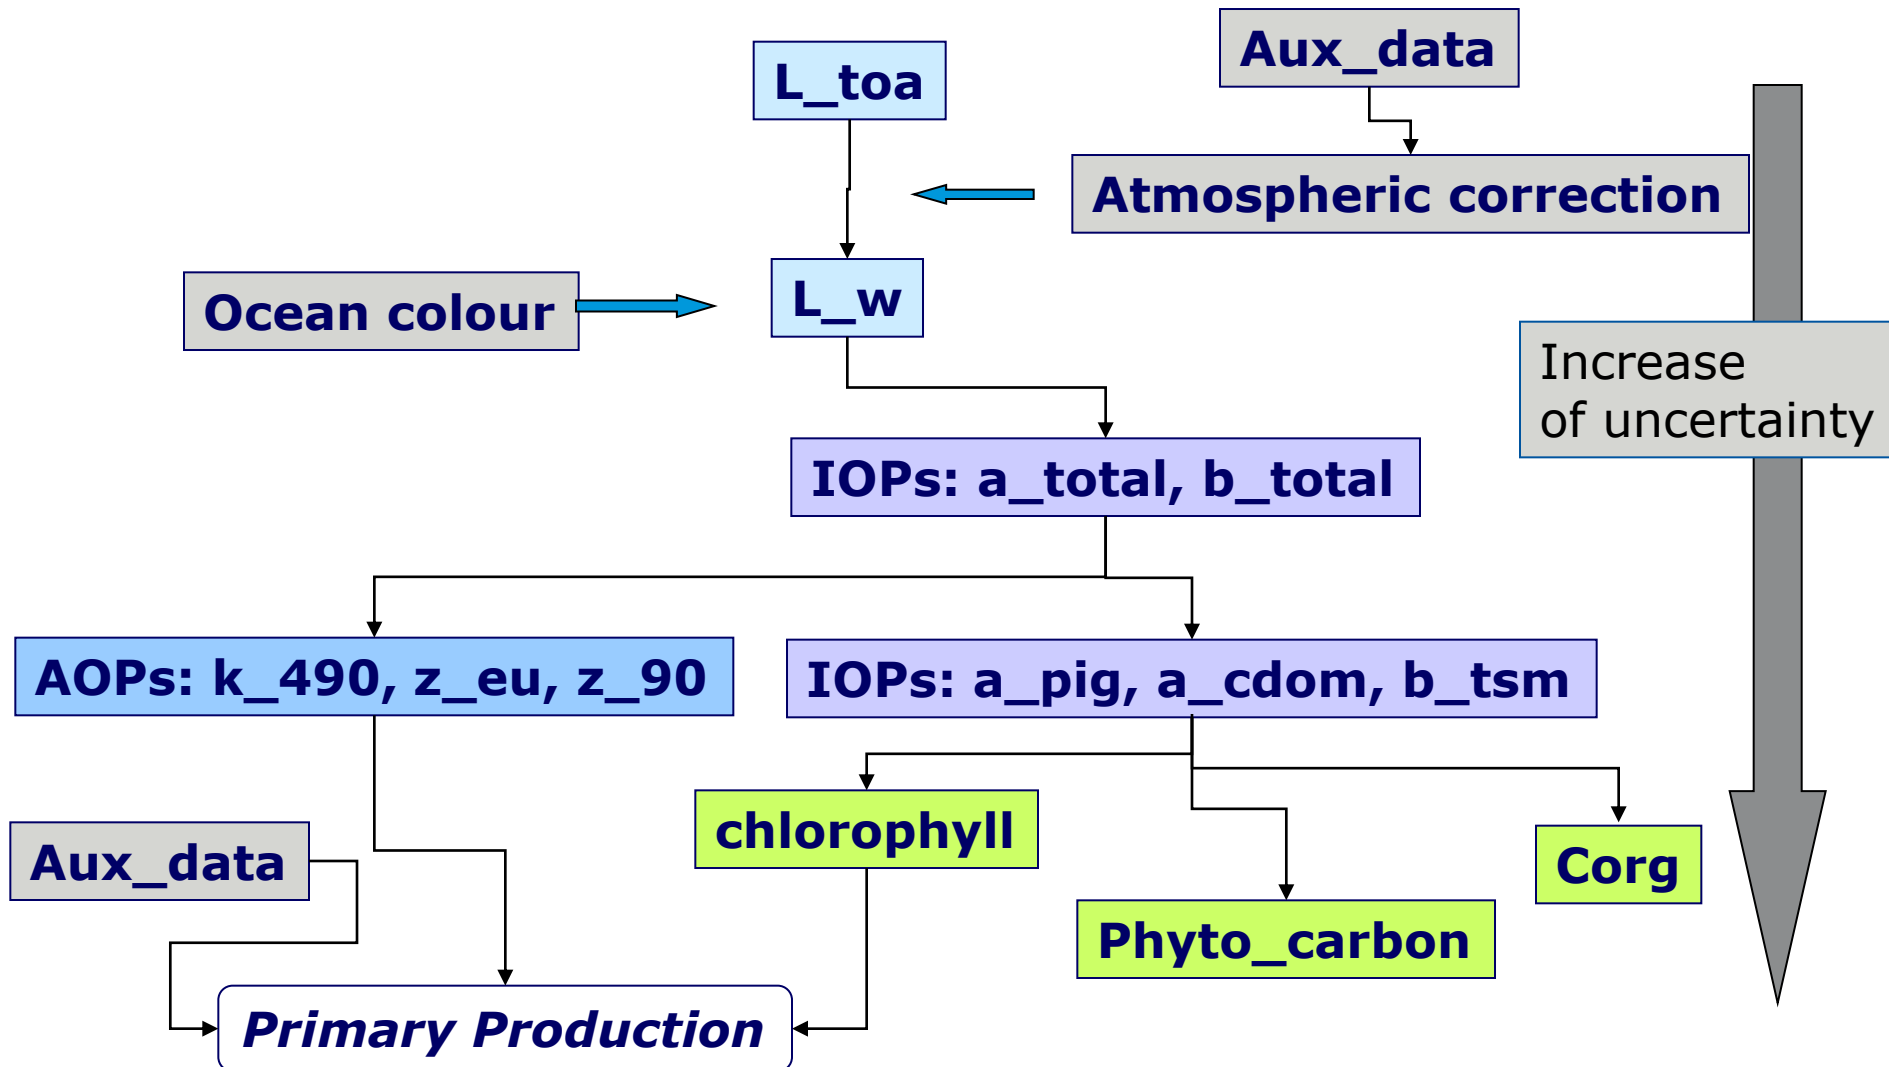 Aux_data
L_toa
Atmospheric correction
L_w
Ocean colour
Increase
of uncertainty
IOPs: a_total, b_total
AOPs: k_490, z_eu, z_90
IOPs: a_pig, a_cdom, b_tsm
chlorophyll
Aux_data
Corg
Phyto_carbon
Primary Production